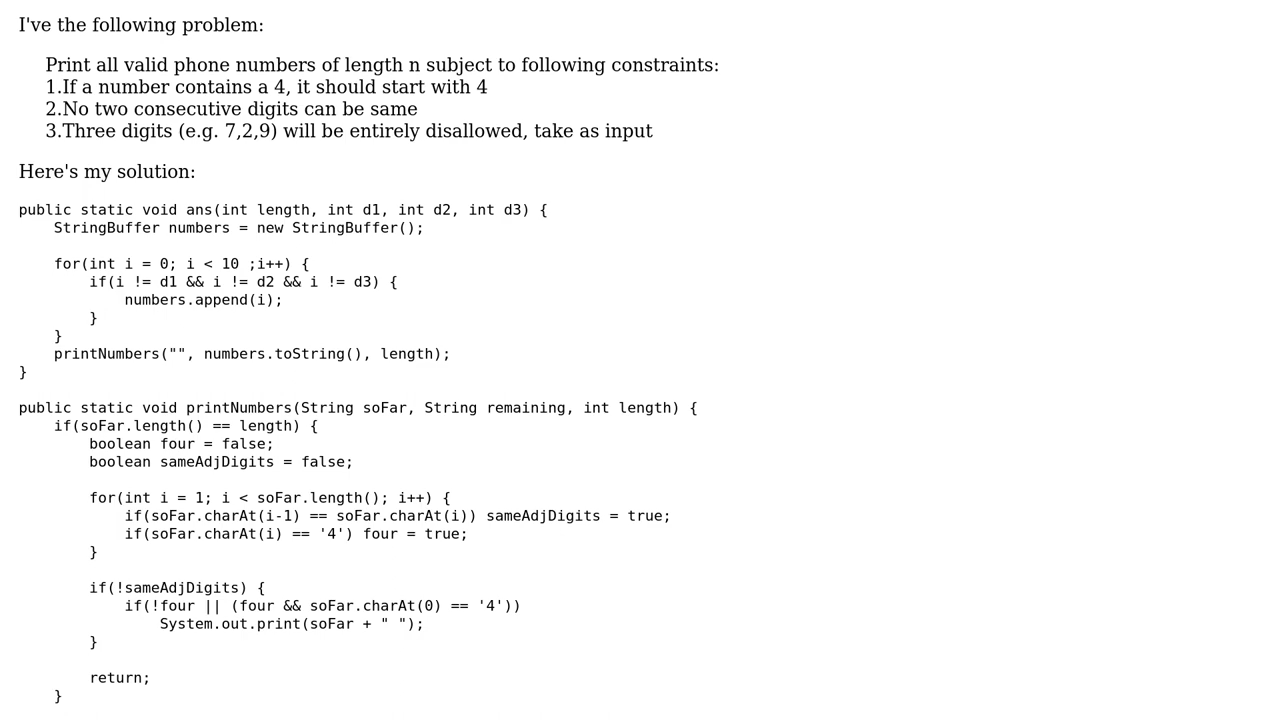 I've the following problem:
Print all valid phone numbers of length n subject to following constraints:
1.If a number contains a 4, it should start with 4
2.No two consecutive digits can be same
3.Three digits (e.g. 7,2,9) will be entirely disallowed, take as input
Here's my solution:
public static void ans(int length, int d1, int d2, int d3) {
    StringBuffer numbers = new StringBuffer();
    for(int i = 0; i < 10 ;i++) {
        if(i != d1 && i != d2 && i != d3) {
            numbers.append(i);
        }
    }
    printNumbers("", numbers.toString(), length);
}
public static void printNumbers(String soFar, String remaining, int length) {
    if(soFar.length() == length) {
        boolean four = false;
        boolean sameAdjDigits = false;
        for(int i = 1; i < soFar.length(); i++) {
            if(soFar.charAt(i-1) == soFar.charAt(i)) sameAdjDigits = true;
            if(soFar.charAt(i) == '4') four = true;
        }
        if(!sameAdjDigits) {
            if(!four || (four && soFar.charAt(0) == '4'))
                System.out.print(soFar + " ");
        }
        return;
    }